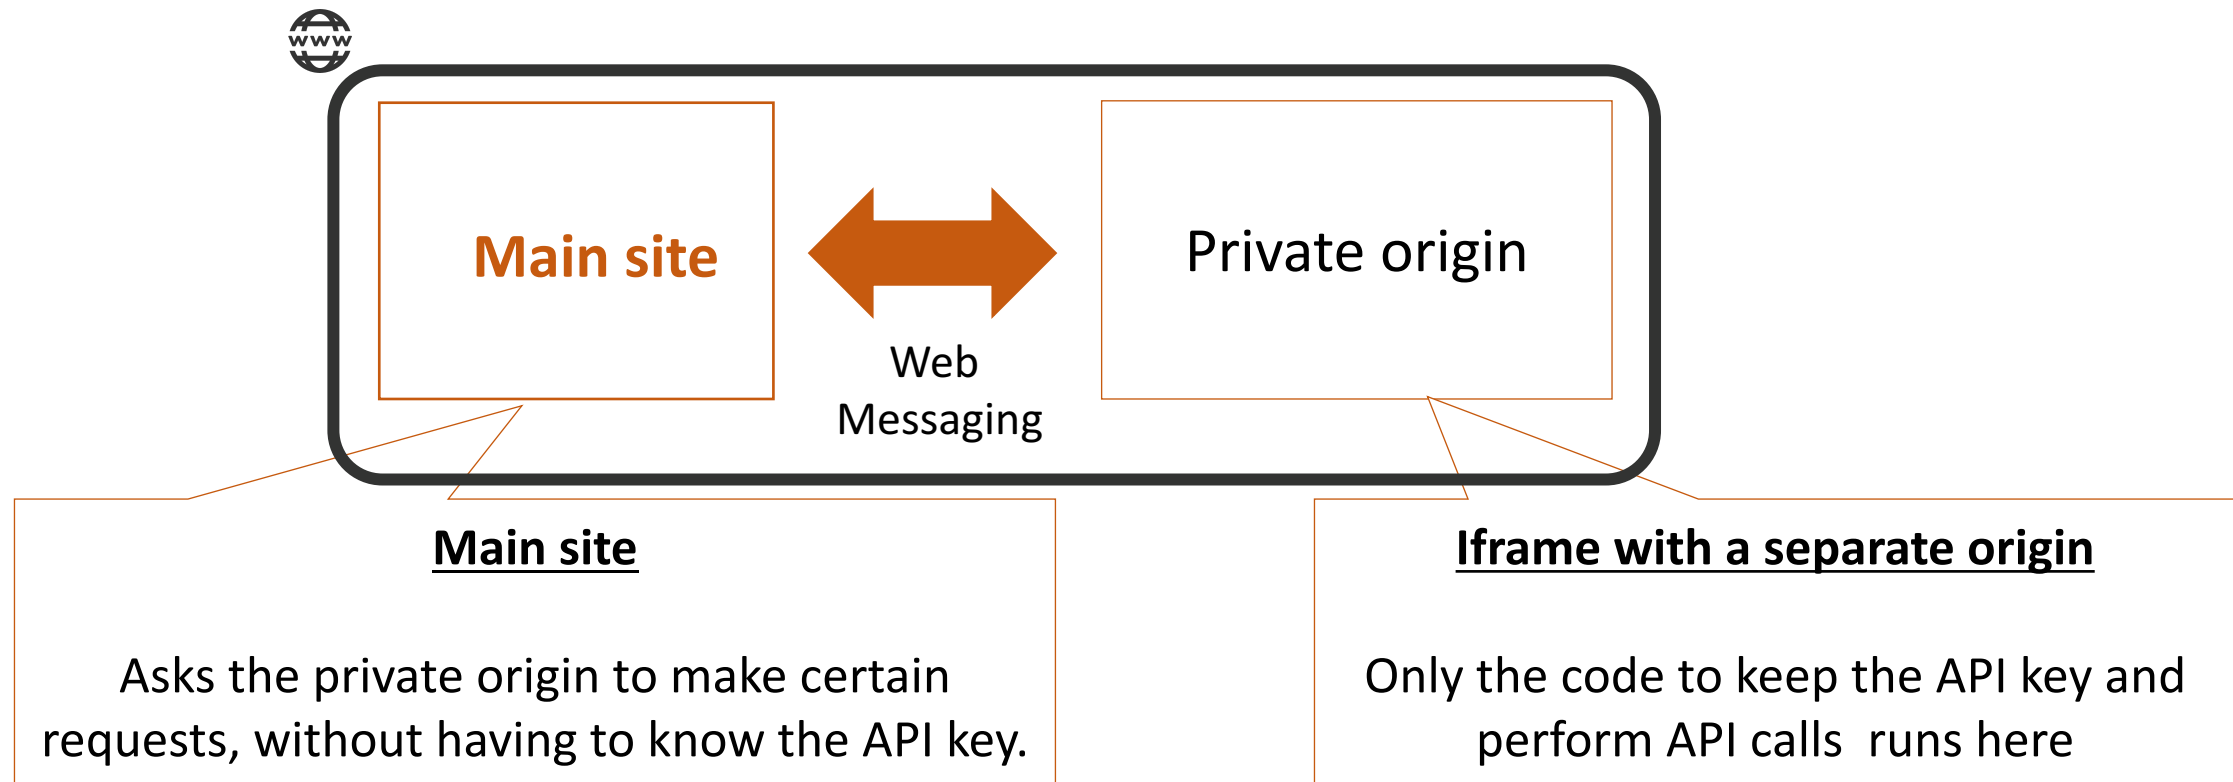 WWW
Main site
Private origin
Web
Messaging
Main site
Asks the private origin to make certain
requests, without having to know the API key.
Iframe with a separate origin
Only the code to keep the API key and
perform API calls  runs here